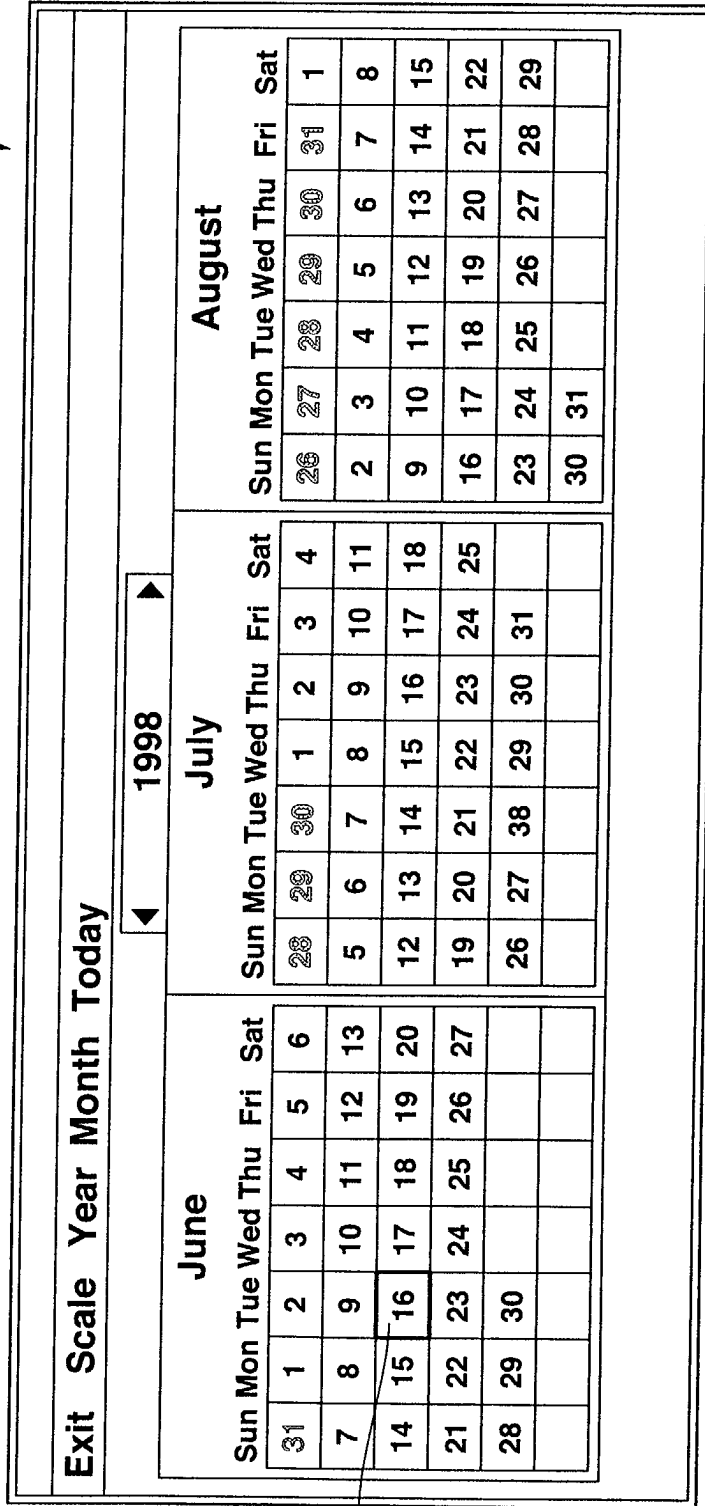 Exit Scale Year Month Today
◀ 1998 ▶
June
Sun Mon Tue Wed Thu Fri Sat
31 1 2 3 4 5 6
7 8 9 10 11 12 13
14 15 16 17 18 19 20
21 22 23 24 25 26 27
28 29 30
July
Sun Mon Tue Wed Thu Fri Sat
28 29 30 1 2 3 4
5 6 7 8 9 10 11
12 13 14 15 16 17 18
19 20 21 22 23 24 25
26 27 38 29 30 31
August
Sun Mon Tue Wed Thu Fri Sat
26 27 28 29 30 31 1
2 3 4 5 6 7 8
9 10 11 12 13 14 15
16 17 18 19 20 21 22
23 24 25 26 27 28 29
30 31